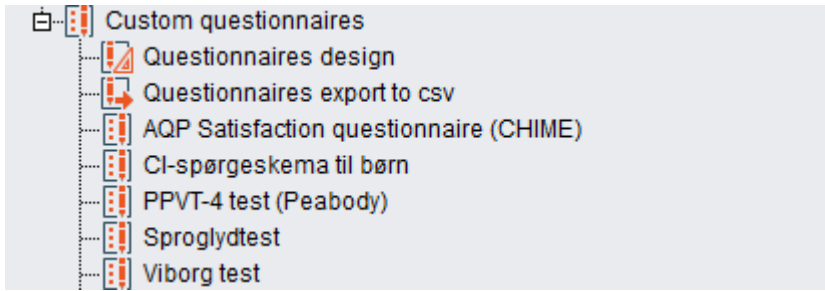 Custom questionnaires
Questionnaires design
Questionnaires export to csv
AQP Satisfaction questionnaire (CHIME)
CI-spørgeskema til børn
PPVT-4 test (Peabody)
Sproglydtest
Viborg test